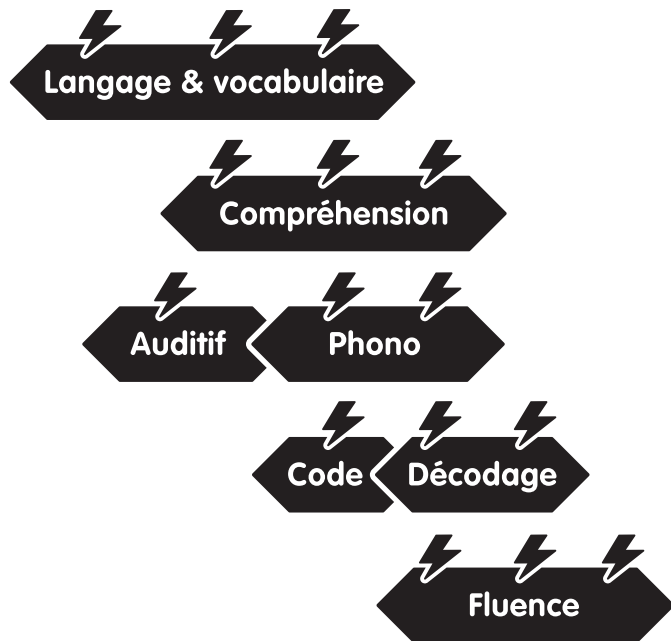 Langage & vocabulaire
Compréhension
Auditif Phono
Code Décodage
Fluence